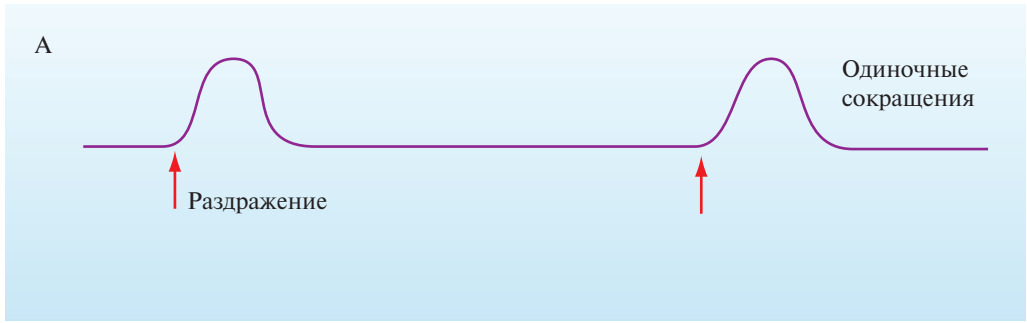 А
Одиночные
сокращения
Раздражение